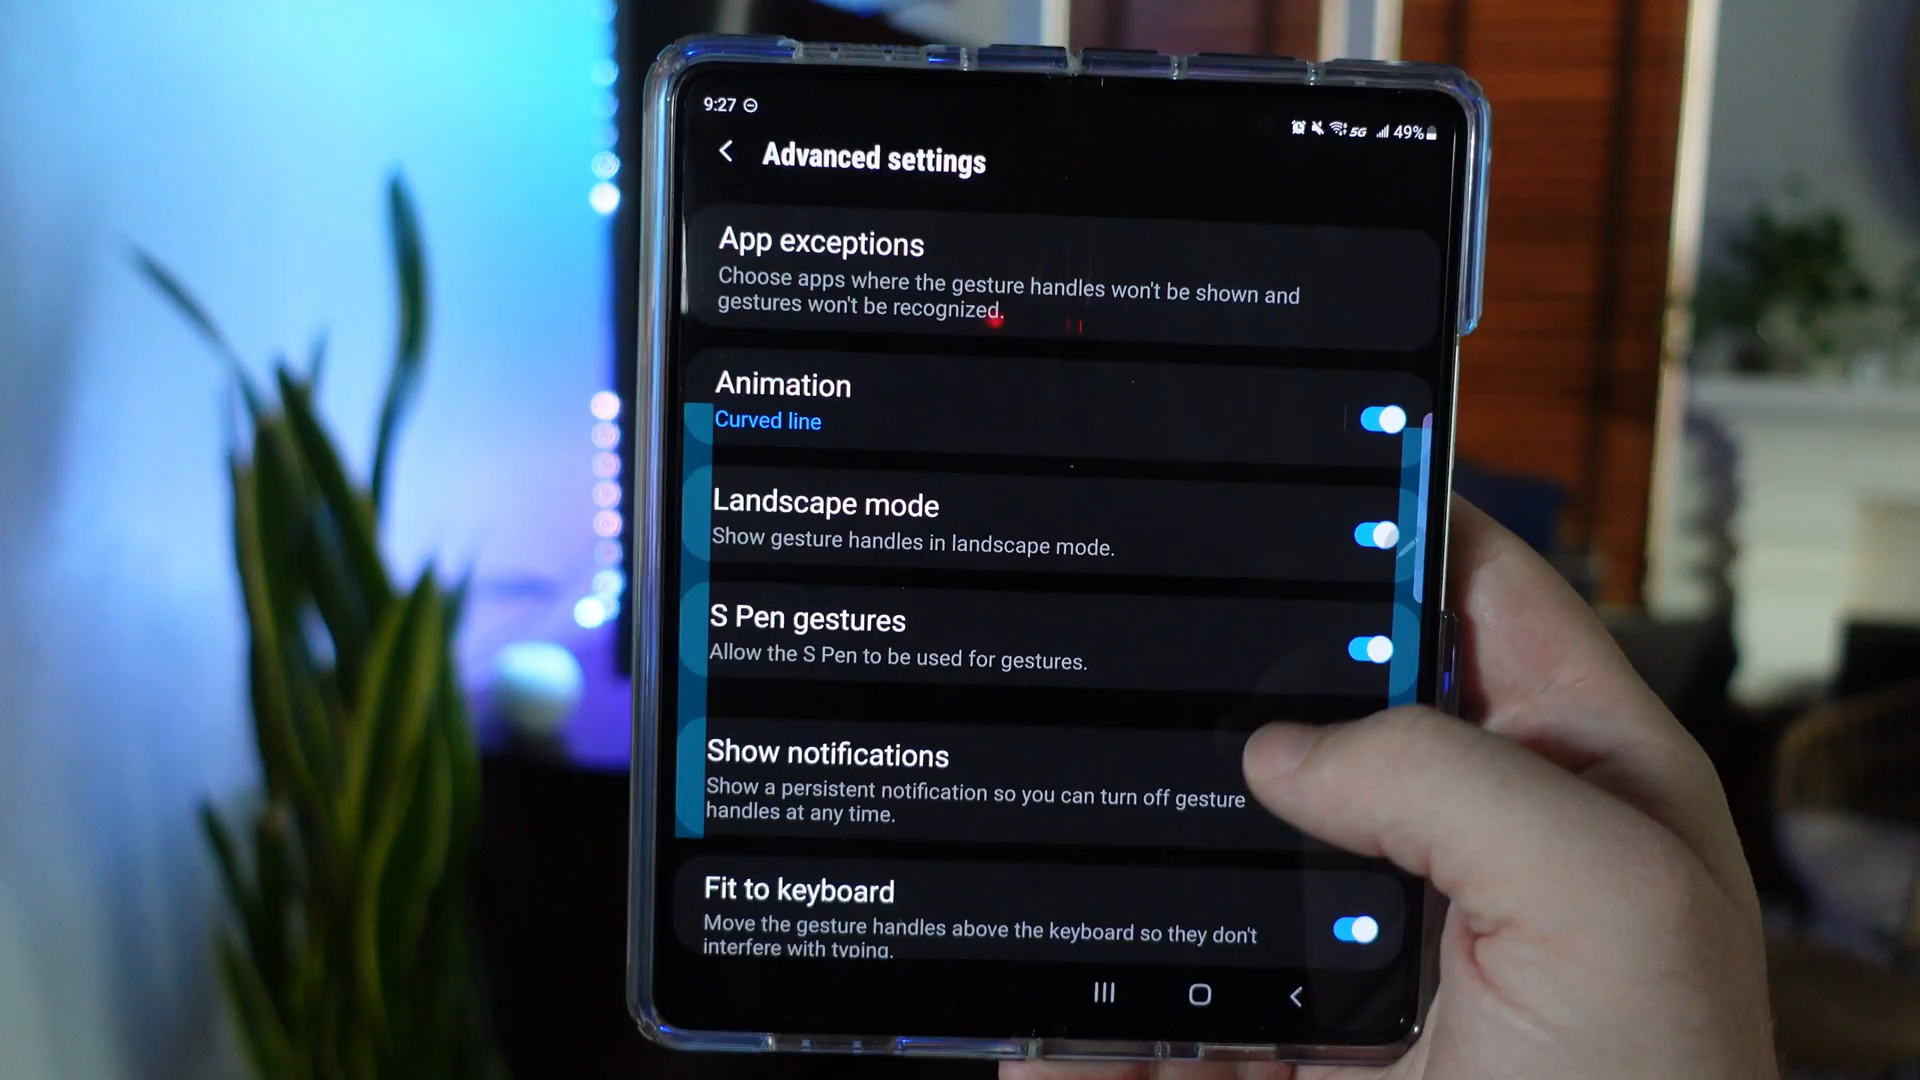 9:27
5G 49%
Advanced settings
App exceptions
Choose apps where the gesture handles won't be shown and
gestures won't be recognized.
Animation
Curved line
Landscape mode
Show gesture handles in landscape mode.
S Pen gestures
Allow the S Pen to be used for gestures.
Show notifications
Show a persistent notification so you can turn off gesture
handles at any time.
Fit to keyboard
Move the gesture handles above the keyboard so they don't
interfere with typing.